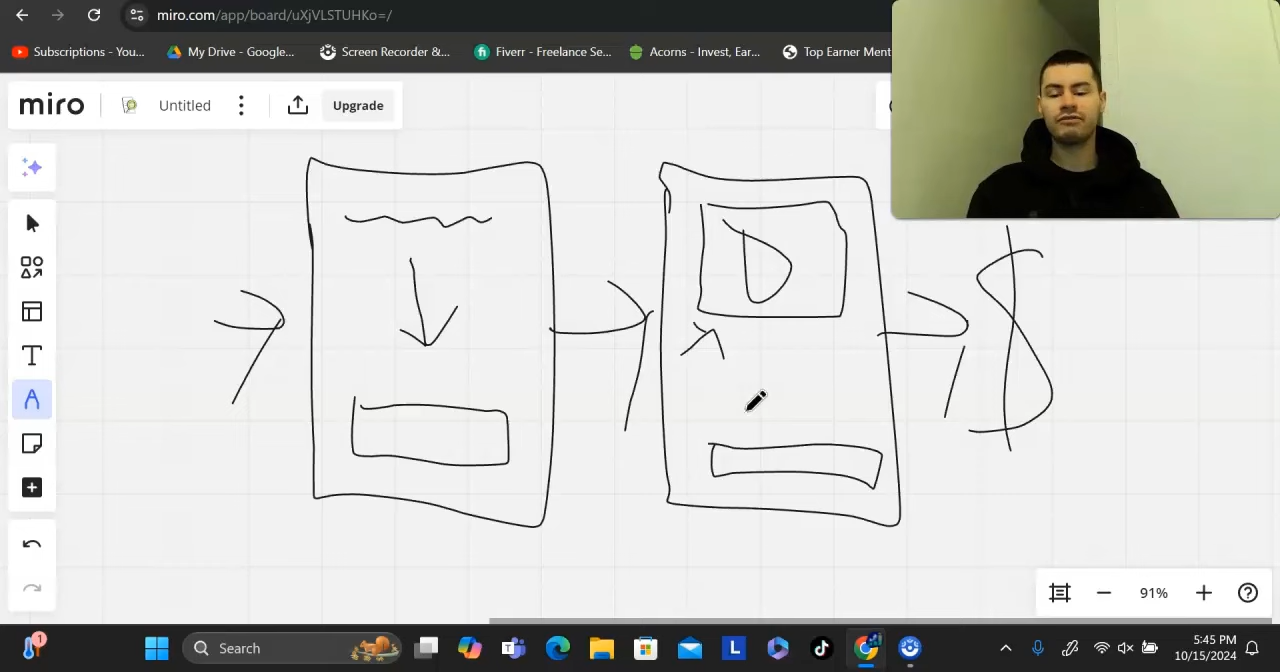 miro.com/app/board/uXjVLSTUHKo=/
Subscriptions - You...
My Drive - Google...
Screen Recorder &...
Fiverr - Freelance Se...
Acorns - Invest, Ear...
Top Earner Ment
miro
Untitled
Upgrade
D
$
91%
1
Search
5:45 PM
10/15/2024